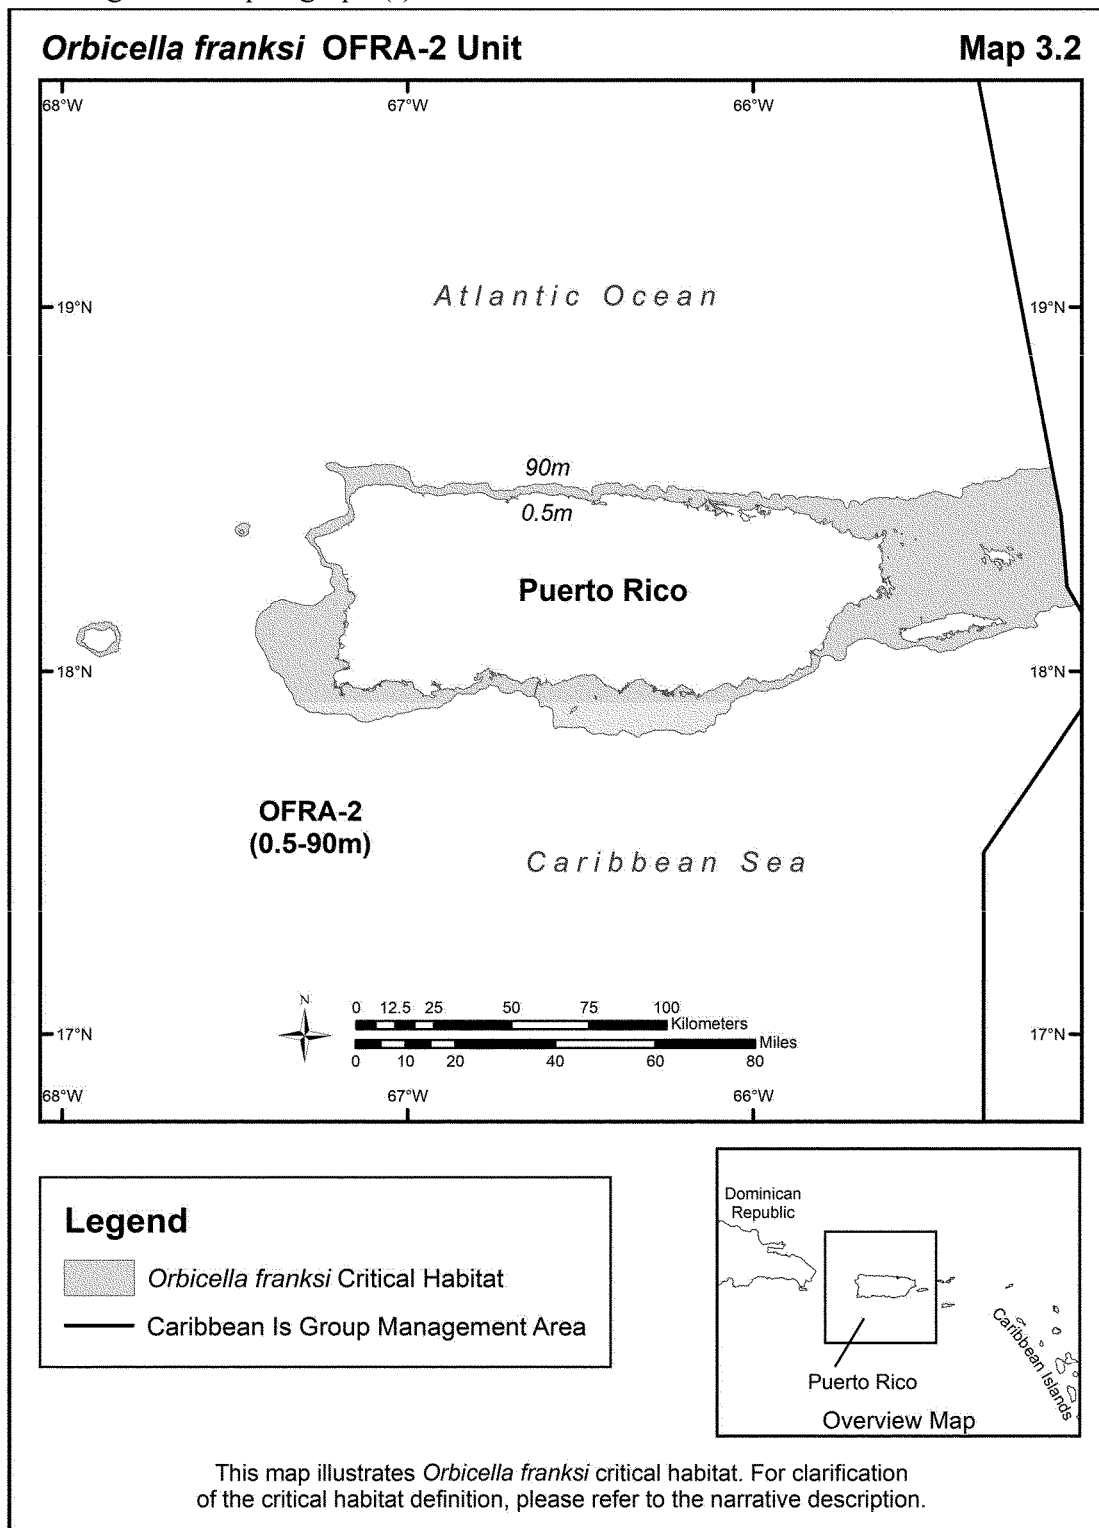 Orbicella franksi OFRA-2 Unit Map 3.2
68°W 67°W 66°W
Atlantic Ocean
19°N 19°N
90m
0.5m
Puerto Rico
18°N 18°N
OFRA-2
(0.5-90m)
Caribbean Sea
N
0 12.5 25 50 75 100
Kilometers
Miles
0 10 20 40 60 80
17°N 17°N
68°W 67°W 66°W
Legend
Orbicella franksi Critical Habitat
Caribbean Is Group Management Area
Dominican
Republic
Caribbean Islands
Puerto Rico
Overview Map
This map illustrates Orbicella franksi critical habitat. For clarification
of the critical habitat definition, please refer to the narrative description.